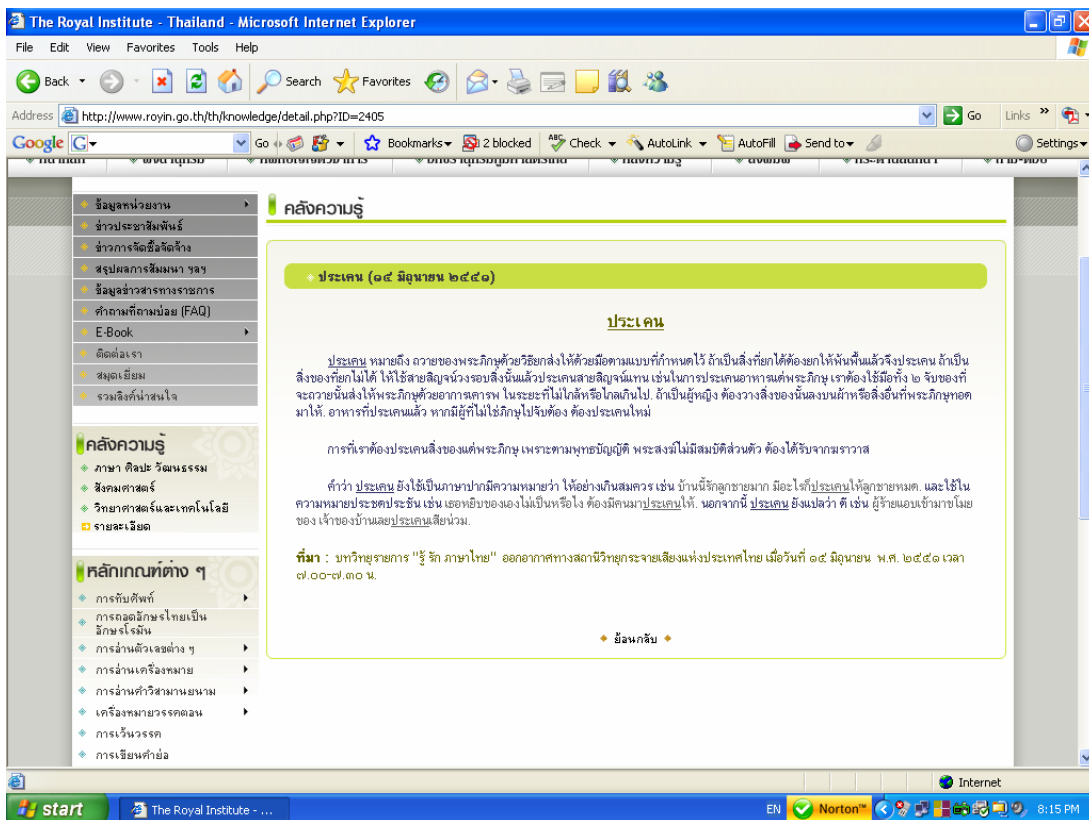 The Royal Institute - Thailand - Microsoft Internet Explorer
File Edit View Favorites Tools Help
Back Search Favorites
Address http://www.royin.go.th/th/knowledge/detail.php?ID=2405 Go Links »
Google G Go Bookmarks 2 blocked Check AutoLink AutoFill Send to Settings
ข้อมูลหน่วยงาน
ข่าวประชาสัมพันธ์
ข่าวการจัดซื้อจัดจ้าง
สรุปผลการสัมมนา ฯลฯ
ข้อมูลข่าวสารทางราชการ
คำถามที่ถามบ่อย (FAQ)
E-Book
ติดต่อเรา
สมุดเยี่ยม
รวมลิงก์น่าสนใจ
คลังความรู้
ภาษา ศิลปะ วัฒนธรรม
สังคมศาสตร์
วิทยาศาสตร์และเทคโนโลยี
รายละเอียด
หลักเกณฑ์ต่าง ๆ
การทับศัพท์
การถอดอักษรไทยเป็น
อักษรโรมัน
การอ่านตัวเลขต่าง ๆ
การอ่านเครื่องหมาย
การอ่านคำวิสามานยนาม
เครื่องหมายวรรคตอน
การเว้นวรรค
การเขียนคำย่อ
คลังความรู้
ประเคน (๑๔ มิถุนายน ๒๕๕๑)
ประเคน
ประเคน หมายถึง ถวายของพระภิกษุด้วยวิธียกส่งให้ด้วยมือตามแบบที่กำหนดไว้ ถ้าเป็นสิ่งที่ยกได้ต้องยกให้พ้นพื้นแล้วจึงประเคน ถ้าเป็น
สิ่งของที่ยกไม่ได้ ให้ใช้สายสิญจน์วงรอบสิ่งนั้นแล้วประเคนสายสิญจน์แทน เช่นในการประเคนอาหารแด่พระภิกษุ เราต้องใช้มือทั้ง ๒ จับของที่
จะถวายนั้นส่งให้พระภิกษุด้วยอาการเคารพ ในระยะที่ไม่ใกล้หรือไกลเกินไป. ถ้าเป็นผู้หญิง ต้องวางสิ่งของนั้นลงบนผ้าหรือสิ่งอื่นที่พระภิกษุทอด
มาให้. อาหารที่ประเคนแล้ว หากมีผู้ที่ไม่ใช้ภิกษุไปจับต้อง ต้องประเคนใหม่
การที่เราต้องประเคนสิ่งของแด่พระภิกษุ เพราะตามพุทธบัญญัติ พระสงฆ์ไม่มีสมบัติส่วนตัว ต้องได้รับจากฆราวาส
คำว่า ประเคน ยังใช้เป็นภาษาปากมีความหมายว่า ให้อย่างเกินสมควร เช่น บ้านนี้รักลูกชายมาก มีอะไรก็ประเคนให้ลูกชายหมด. และใช้ใน
ความหมายประชดประชัน เช่น เธอหยิบของเองไม่เป็นหรือไง ต้องมีคนมาประเคนให้. นอกจากนี้ ประเคน ยังแปลว่า ตี เช่น ผู้ร้ายแอบเข้ามาขโมย
ของ เจ้าของบ้านเลยประเคนเสียน่วม.
ที่มา : บทวิทยุรายการ "รู้ รัก ภาษาไทย" ออกอากาศทางสถานีวิทยุกระจายเสียงแห่งประเทศไทย เมื่อวันที่ ๑๔ มิถุนายน พ.ศ. ๒๕๕๑ เวลา
๗.๐๐-๗.๓๐ น.
ย้อนกลับ
Internet
start The Royal Institute - ... EN Norton™ 8:15 PM